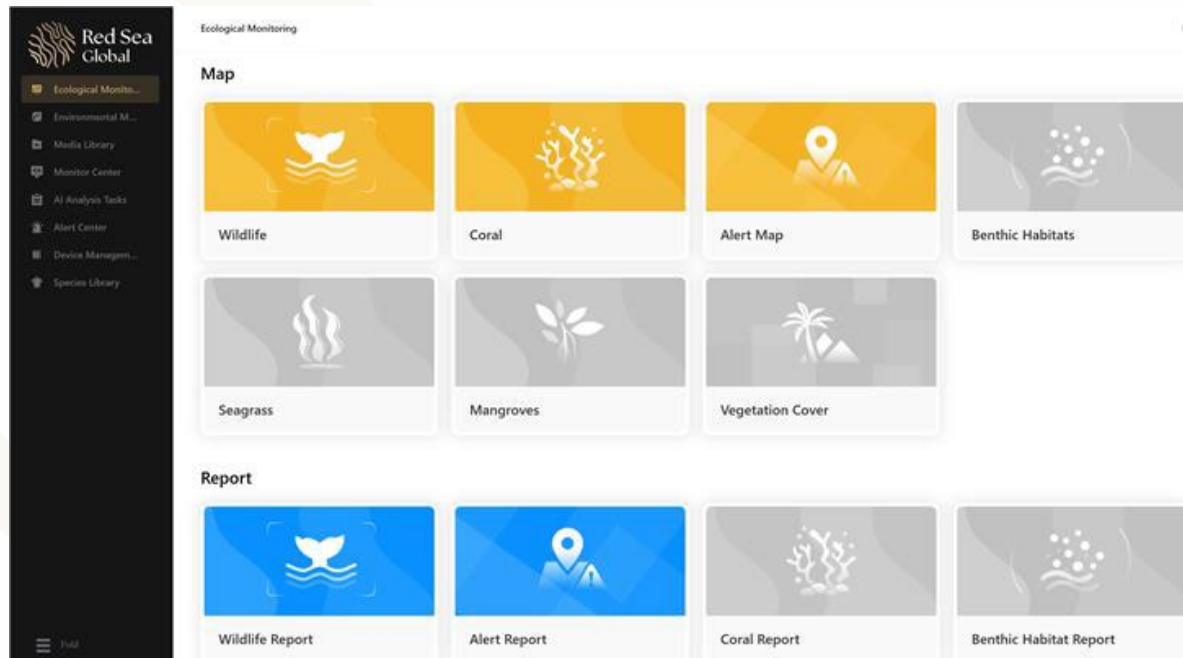 Red Sea
Global
Ecological Monito...
Environmental M...
Media Library
Monitor Center
AI Analysis Tasks
Alert Center
Device Managem...
Species Library
Fold
Ecological Monitoring
Map
Wildlife
Coral
Alert Map
Benthic Habitats
Seagrass
Mangroves
Vegetation Cover
Report
Wildlife Report
Alert Report
Coral Report
Benthic Habitat Report